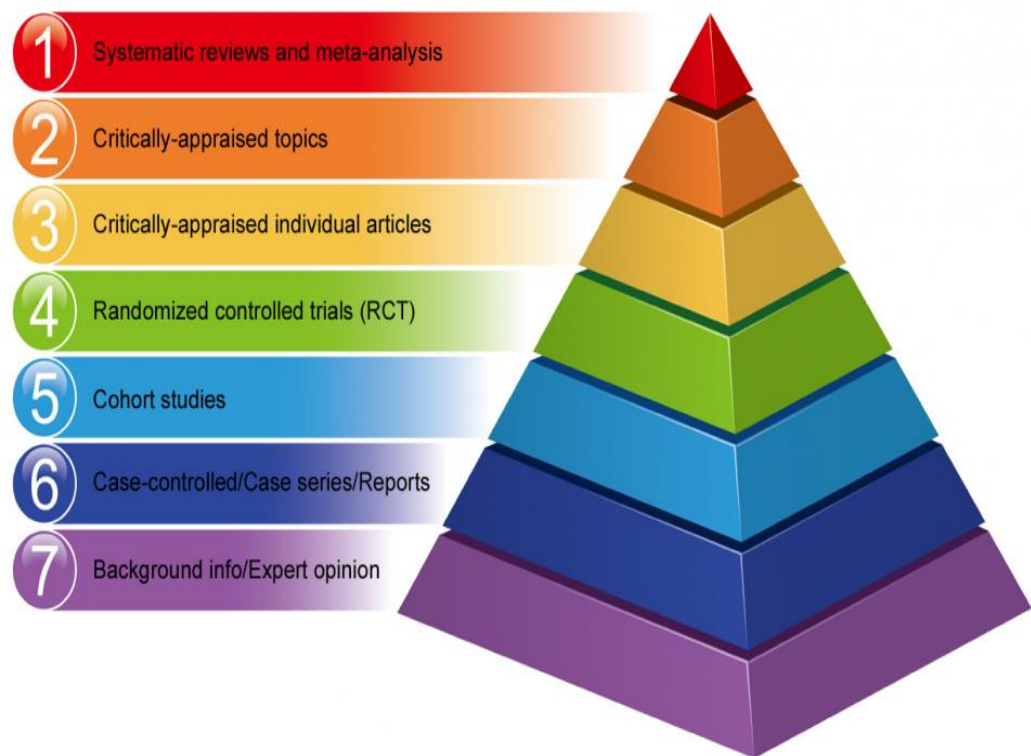 1 Systematic reviews and meta-analysis
2 Critically-appraised topics
3 Critically-appraised individual articles
4 Randomized controlled trials (RCT)
5 Cohort studies
6 Case-controlled/Case series/Reports
7 Background info/Expert opinion